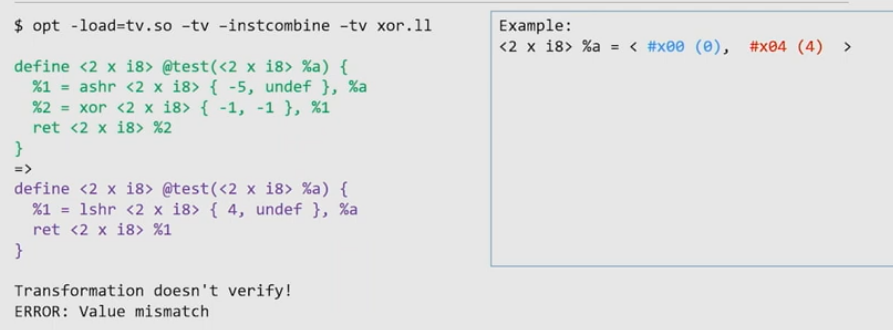 $ opt -load=tv.so -tv -instcombine -tv xor.ll
define <2 x i8> @test(<2 x i8> %a) {
  %1 = ashr <2 x i8> { -5, undef }, %a
  %2 = xor <2 x i8> { -1, -1 }, %1
  ret <2 x i8> %2
}
=>
define <2 x i8> @test(<2 x i8> %a) {
  %1 = lshr <2 x i8> { 4, undef }, %a
  ret <2 x i8> %1
}
Transformation doesn't verify!
ERROR: Value mismatch
Example:
<2 x i8> %a = < #x00 (0), #x04 (4) >